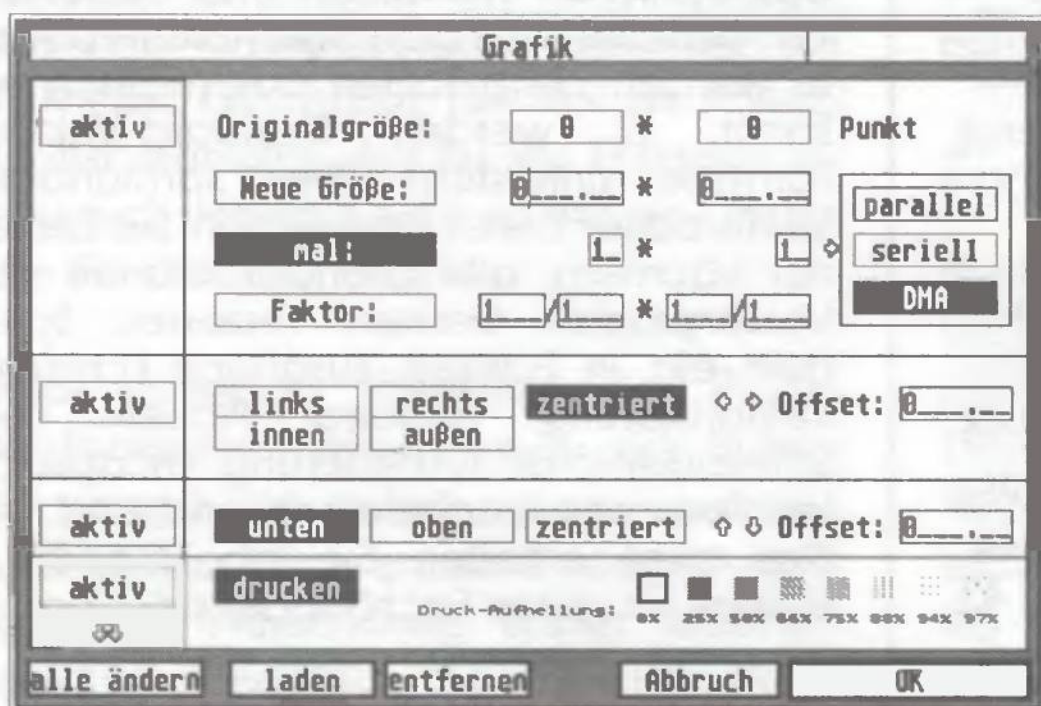 Grafik
aktiv Originalgröße: 0 * 0 Punkt
Neue Größe: 0___.__ * 0___.__
parallel
mal: 1_ * 1_ seriell
Faktor: 1___/1___ * 1___/1___ DMA
aktiv links rechts zentriert Offset: 0___.__
innen außen
aktiv unten oben zentriert Offset: 0___.__
aktiv drucken
Druck-Aufhellung: 0% 25% 50% 66% 75% 88% 94% 97%
alle ändern laden entfernen Abbruch OK